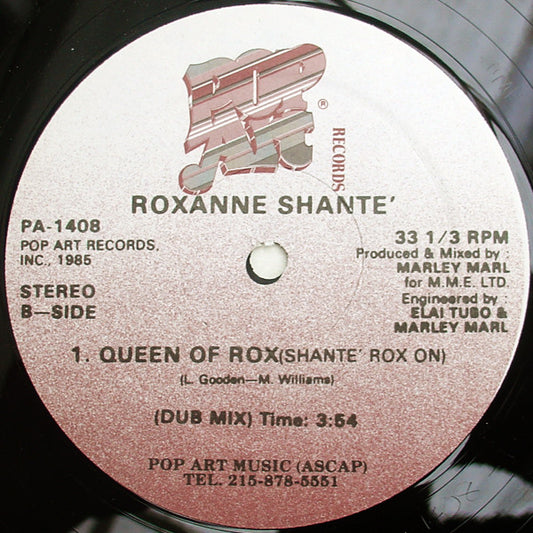 POP
ART
®
RECORDS
ROXANNE SHANTE'
PA-1408
POP ART RECORDS,
INC., 1985
STEREO
B—SIDE
33 1/3 RPM
Produced & Mixed by :
MARLEY MARL
for M.M.E. LTD.
Engineered by :
ELAI TUBO &
MARLEY MARL
1. QUEEN OF ROX(SHANTE' ROX ON)
(L. Gooden—M. Williams)
(DUB MIX) Time: 3:54
POP ART MUSIC (ASCAP)
TEL. 215-878-5551